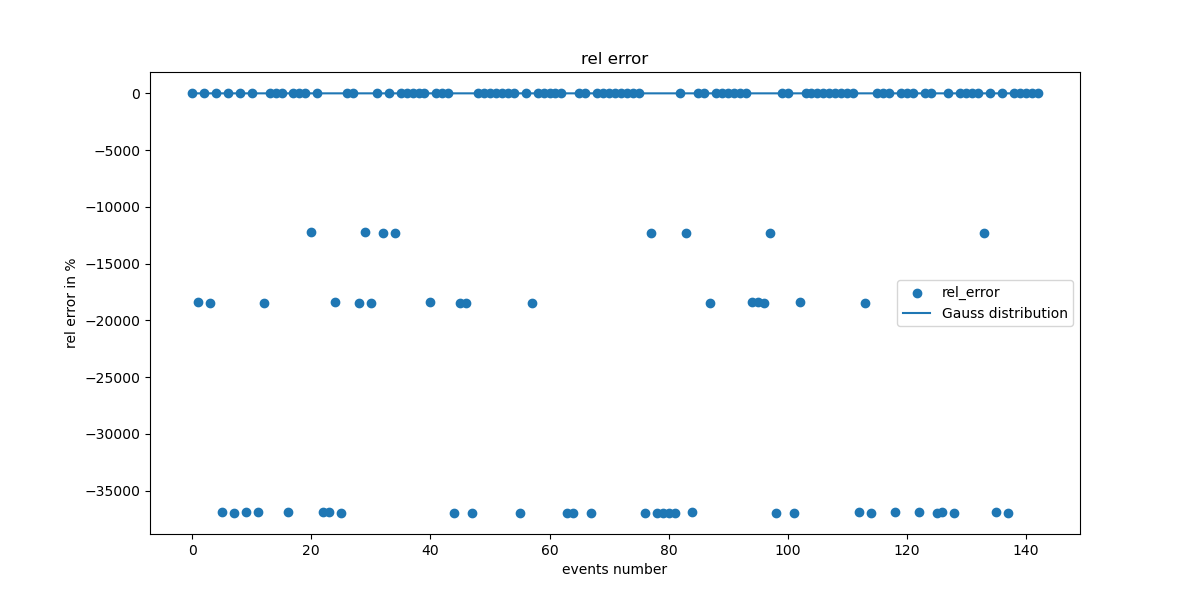 rel error
0
−5000
−10000
−15000
−20000
−25000
−30000
−35000
rel error in %
rel_error
Gauss distribution
0 20 40 60 80 100 120 140
events number